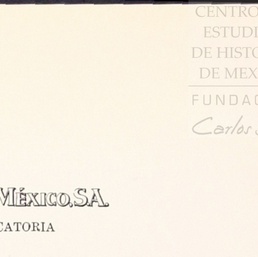 CENTRO
ESTUDI
DE HISTO
DE MEX
FUNDAC
Carlos
MÉXICO, S.A.
CATORIA